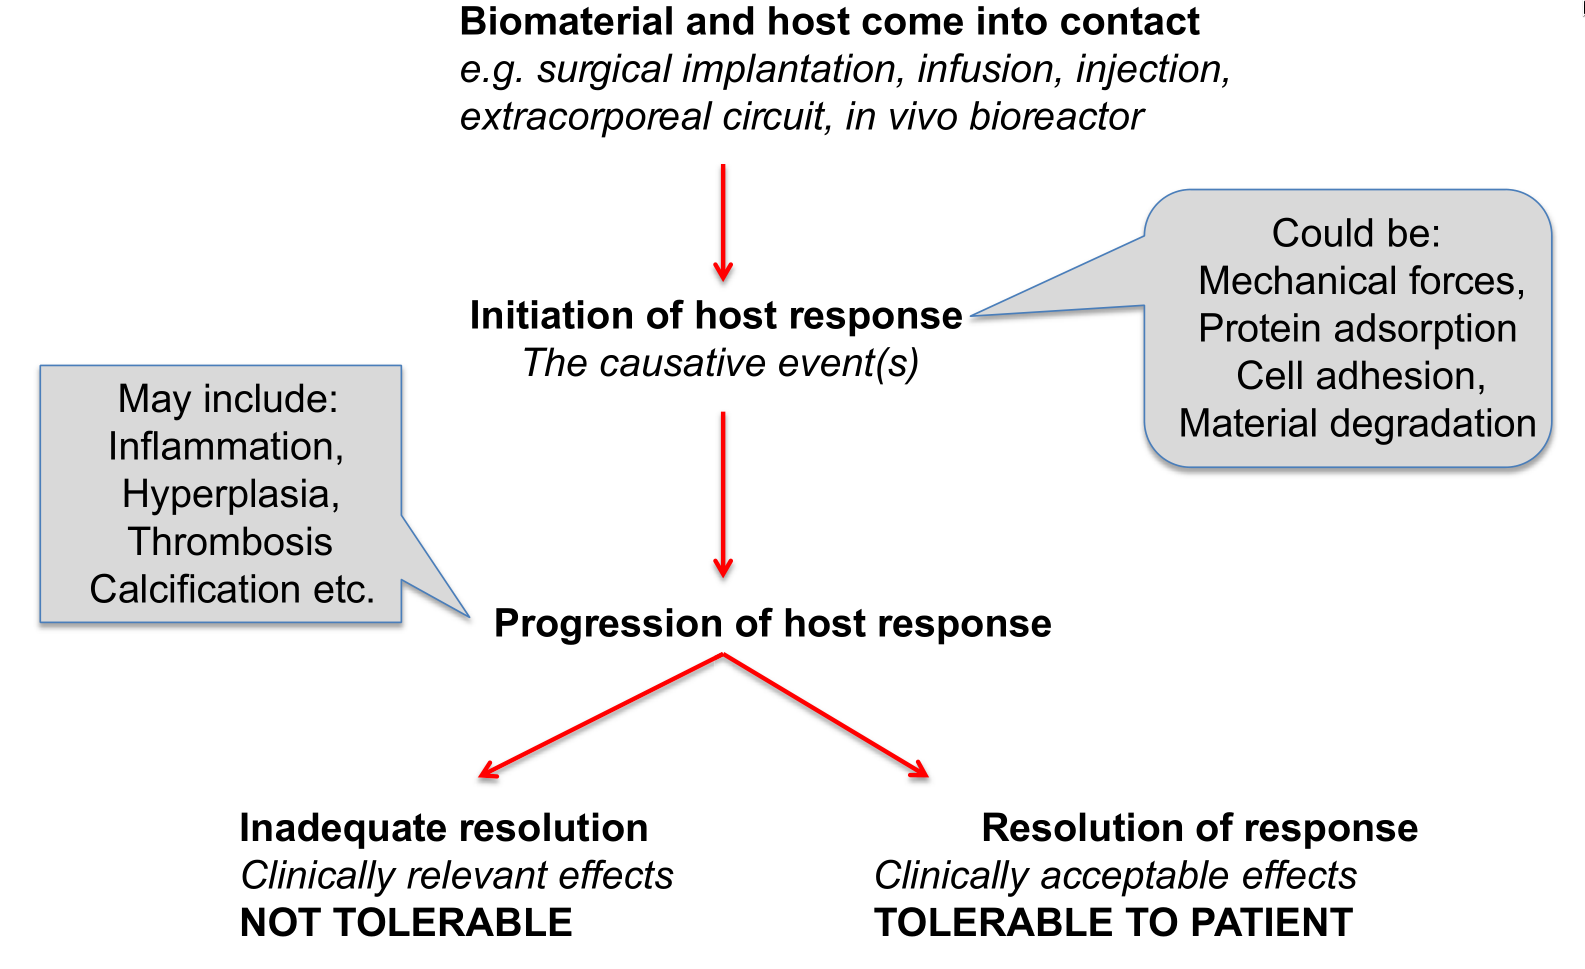 Biomaterial and host come into contact
e.g. surgical implantation, infusion, injection,
extracorporeal circuit, in vivo bioreactor
Could be:
Mechanical forces,
Protein adsorption
Cell adhesion,
Material degradation
Initiation of host response
The causative event(s)
May include:
Inflammation,
Hyperplasia,
Thrombosis
Calcification etc.
Progression of host response
Inadequate resolution
Clinically relevant effects
NOT TOLERABLE
Resolution of response
Clinically acceptable effects
TOLERABLE TO PATIENT